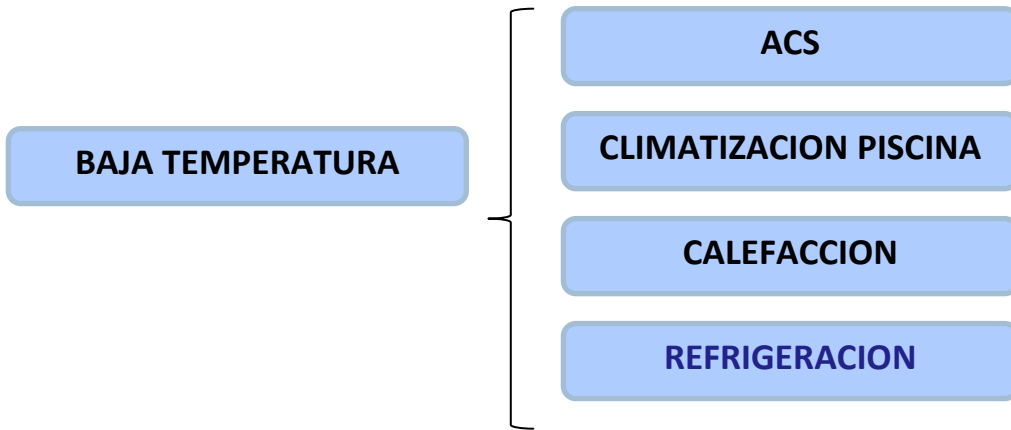 BAJA TEMPERATURA
ACS
CLIMATIZACION PISCINA
CALEFACCION
REFRIGERACION